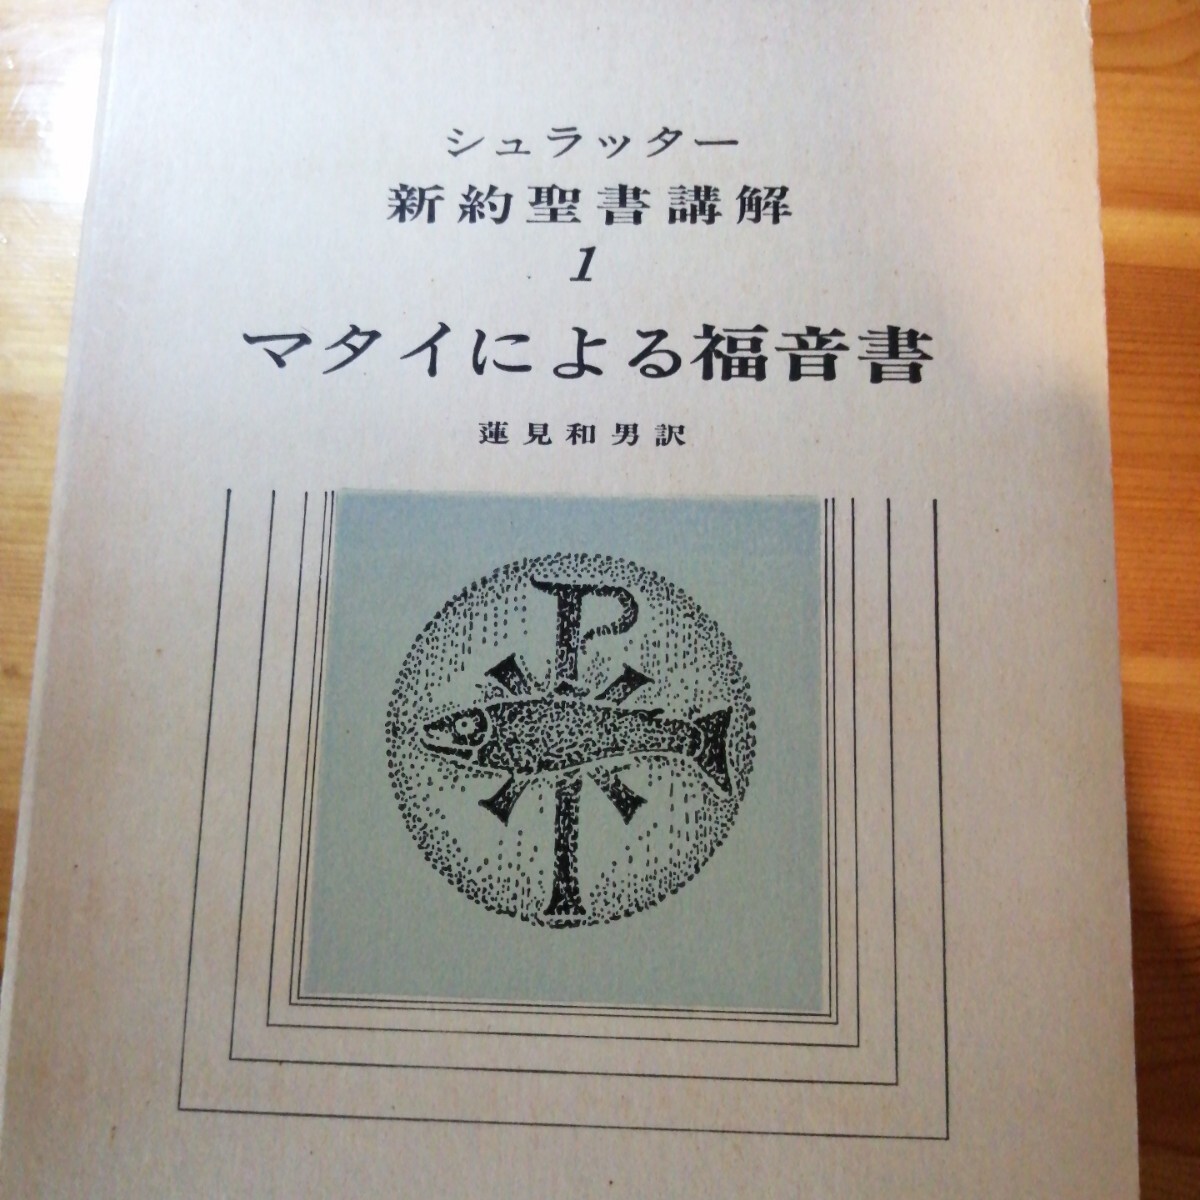 シュラッター
新約聖書講解
1
マタイによる福音書
蓮見和男訳